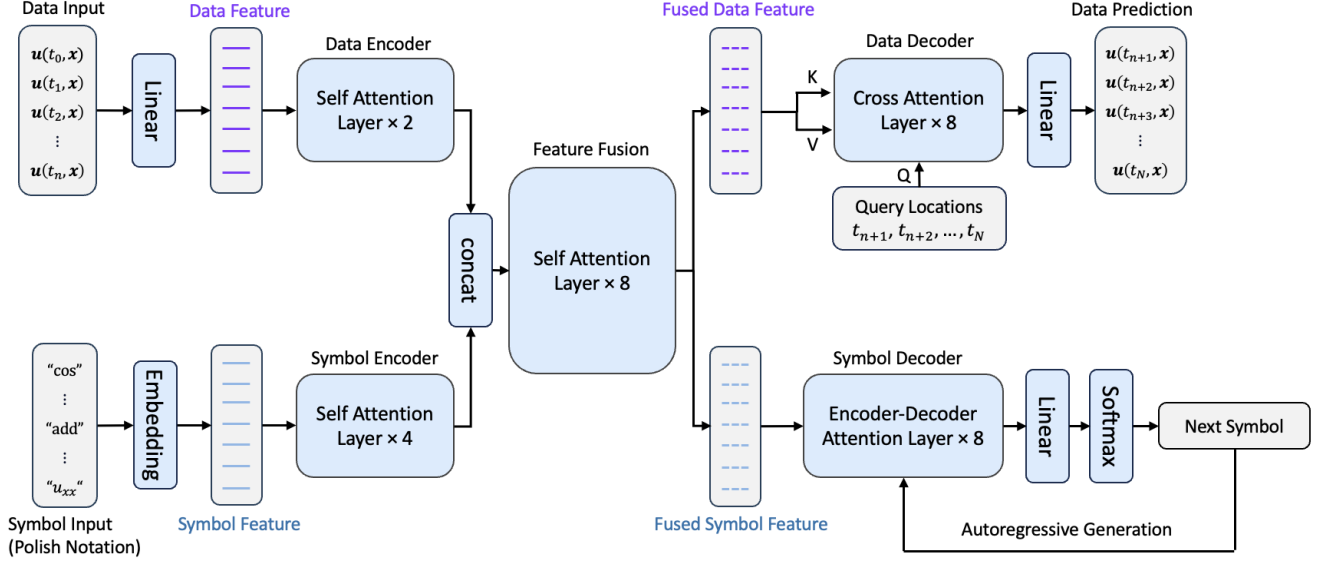 Data Input
u(t0, x)
u(t1, x)
u(t2, x)
⋮
u(tn, x)
Linear
Data Feature
Data Encoder
Self Attention
Layer × 2
concat
Feature Fusion
Self Attention
Layer × 8
Fused Data Feature
K
V
Data Decoder
Cross Attention
Layer × 8
Q
Query Locations
tn+1, tn+2, ..., tN
Linear
Data Prediction
u(tn+1, x)
u(tn+2, x)
u(tn+3, x)
⋮
u(tN, x)
“cos”
⋮
“add”
⋮
“uxx“
Symbol Input
(Polish Notation)
Embedding
Symbol Feature
Symbol Encoder
Self Attention
Layer × 4
Fused Symbol Feature
Symbol Decoder
Encoder-Decoder
Attention Layer × 8
Linear
Softmax
Next Symbol
Autoregressive Generation